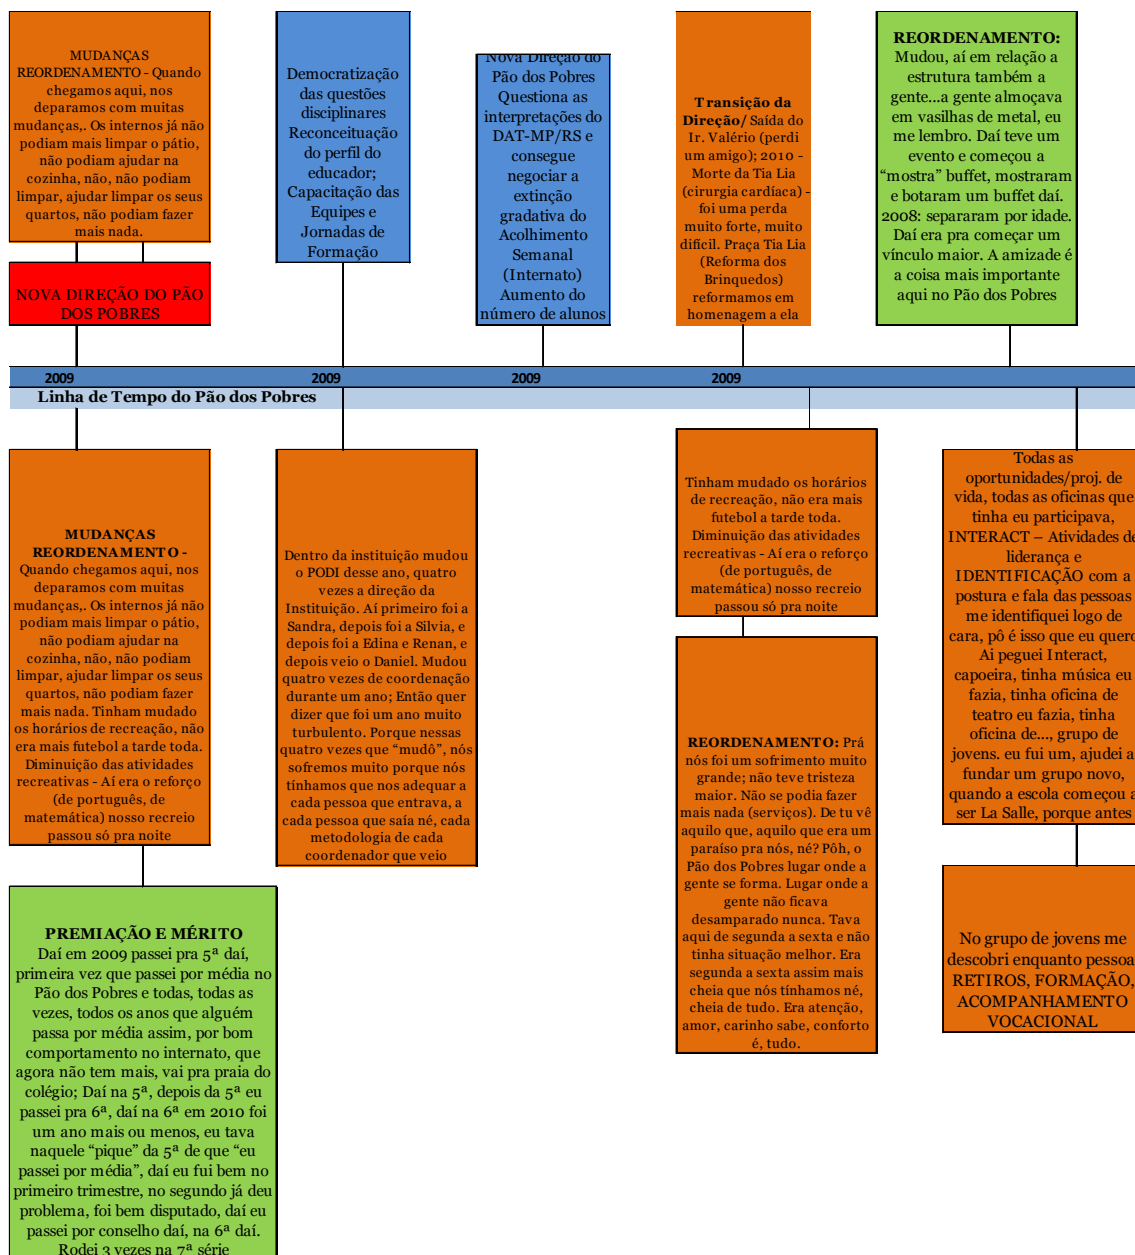 MUDANÇAS
REORDENAMENTO - Quando
chegamos aqui, nos
deparamos com muitas
mudanças,. Os internos já não
podiam mais limpar o pátio,
não podiam ajudar na
cozinha, não, não podiam
limpar, ajudar limpar os seus
quartos, não podiam fazer
mais nada.
NOVA DIREÇÃO DO PÃO
DOS POBRES
Democratização
das questões
disciplinares
Reconceituação
do perfil do
educador;
Capacitação das
Equipes e
Jornadas de
Formação
Nova Direção do
Pão dos Pobres
Questiona as
interpretações do
DAT-MP/RS e
consegue
negociar a
extinção
gradativa do
Acolhimento
Semanal
(Internato)
Aumento do
número de alunos
Transição da
Direção/ Saída do
Ir. Valério (perdi
um amigo); 2010 -
Morte da Tia Lia
(cirurgia cardíaca) -
foi uma perda
muito forte, muito
difícil. Praça Tia Lia
(Reforma dos
Brinquedos)
reformamos em
homenagem a ela
REORDENAMENTO:
Mudou, aí em relação a
estrutura também a
gente...a gente almoçava
em vasilhas de metal, eu
me lembro. Daí teve um
evento e começou a
“mostra” buffet, mostraram
e botaram um buffet daí.
2008: separaram por idade.
Daí era pra começar um
vínculo maior. A amizade é
a coisa mais importante
aqui no Pão dos Pobres
2009 2009 2009 2009
Linha de Tempo do Pão dos Pobres
MUDANÇAS
REORDENAMENTO -
Quando chegamos aqui, nos
deparamos com muitas
mudanças,. Os internos já não
podiam mais limpar o pátio,
não podiam ajudar na
cozinha, não, não podiam
limpar, ajudar limpar os seus
quartos, não podiam fazer
mais nada. Tinham mudado
os horários de recreação, não
era mais futebol a tarde toda.
Diminuição das atividades
recreativas - Aí era o reforço
(de português, de
matemática) nosso recreio
passou só pra noite
PREMIAÇÃO E MÉRITO
Daí em 2009 passei pra 5ª daí,
primeira vez que passei por média no
Pão dos Pobres e todas, todas as
vezes, todos os anos que alguém
passa por média assim, por bom
comportamento no internato, que
agora não tem mais, vai pra praia do
colégio; Daí na 5ª, depois da 5ª eu
passei pra 6ª, daí na 6ª em 2010 foi
um ano mais ou menos, eu tava
naquele “pique” da 5ª de que “eu
passei por média”, daí eu fui bem no
primeiro trimestre, no segundo já deu
problema, foi bem disputado, daí eu
passei por conselho daí, na 6ª daí.
Rodei 3 vezes na 7ª série
Dentro da instituição mudou
o PODI desse ano, quatro
vezes a direção da
Instituição. Aí primeiro foi a
Sandra, depois foi a Silvia, e
depois foi a Edina e Renan, e
depois veio o Daniel. Mudou
quatro vezes de coordenação
durante um ano; Então quer
dizer que foi um ano muito
turbulento. Porque nessas
quatro vezes que “mudô”, nós
sofremos muito porque nós
tínhamos que nos adequar a
cada pessoa que entrava, a
cada pessoa que saía né, cada
metodologia de cada
coordenador que veio
Tinham mudado os horários
de recreação, não era mais
futebol a tarde toda.
Diminuição das atividades
recreativas - Aí era o reforço
(de português, de
matemática) nosso recreio
passou só pra noite
REORDENAMENTO: Prá
nós foi um sofrimento muito
grande; não teve tristeza
maior. Não se podia fazer
mais nada (serviços). De tu vê
aquilo que, aquilo que era um
paraíso pra nós, né? Pôh, o
Pão dos Pobres lugar onde a
gente se forma. Lugar onde a
gente não ficava
desamparado nunca. Tava
aqui de segunda a sexta e não
tinha situação melhor. Era
segunda a sexta assim mais
cheia que nós tínhamos né,
cheia de tudo. Era atenção,
amor, carinho sabe, conforto
é, tudo.
Todas as
oportunidades/proj. de
vida, todas as oficinas que
tinha eu participava,
INTERACT – Atividades de
liderança e
IDENTIFICAÇÃO com a
postura e fala das pessoas
me identifiquei logo de
cara, pô é isso que eu quero
Ai peguei Interact,
capoeira, tinha música eu
fazia, tinha oficina de
teatro eu fazia, tinha
oficina de..., grupo de
jovens. eu fui um, ajudei a
fundar um grupo novo,
quando a escola começou a
ser La Salle, porque antes
No grupo de jovens me
descobri enquanto pessoa
RETIROS, FORMAÇÃO,
ACOMPANHAMENTO
VOCACIONAL